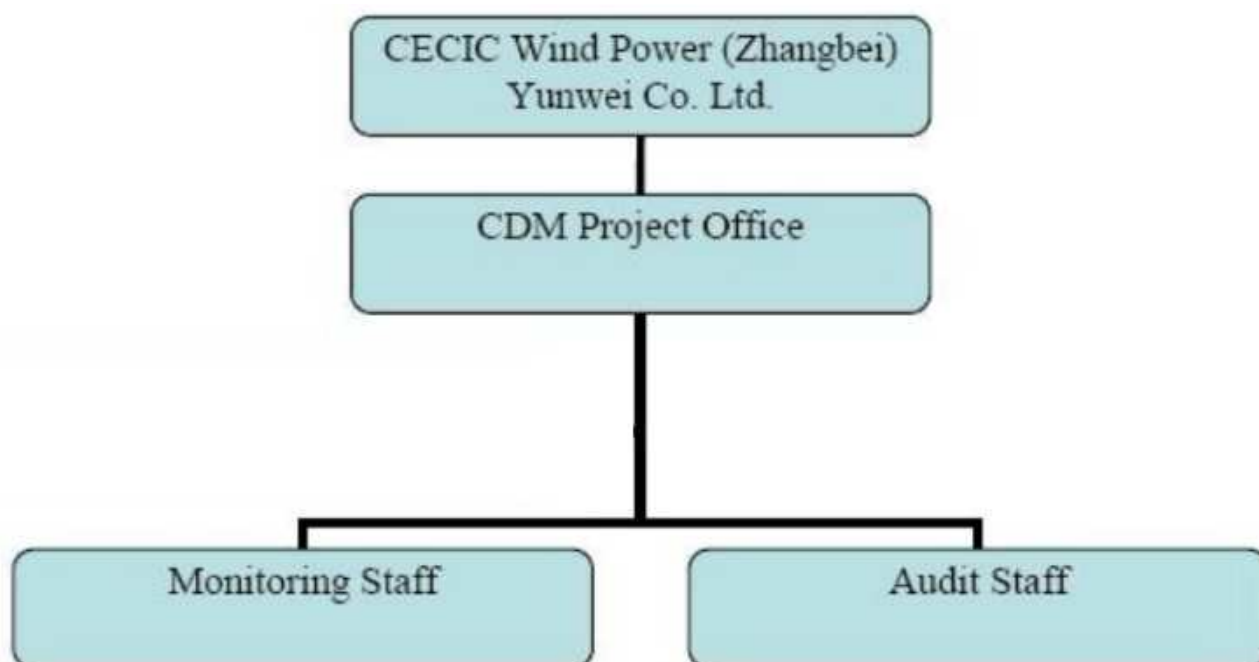 CECIC Wind Power (Zhangbei)
Yunwei Co. Ltd.
CDM Project Office
Monitoring Staff
Audit Staff